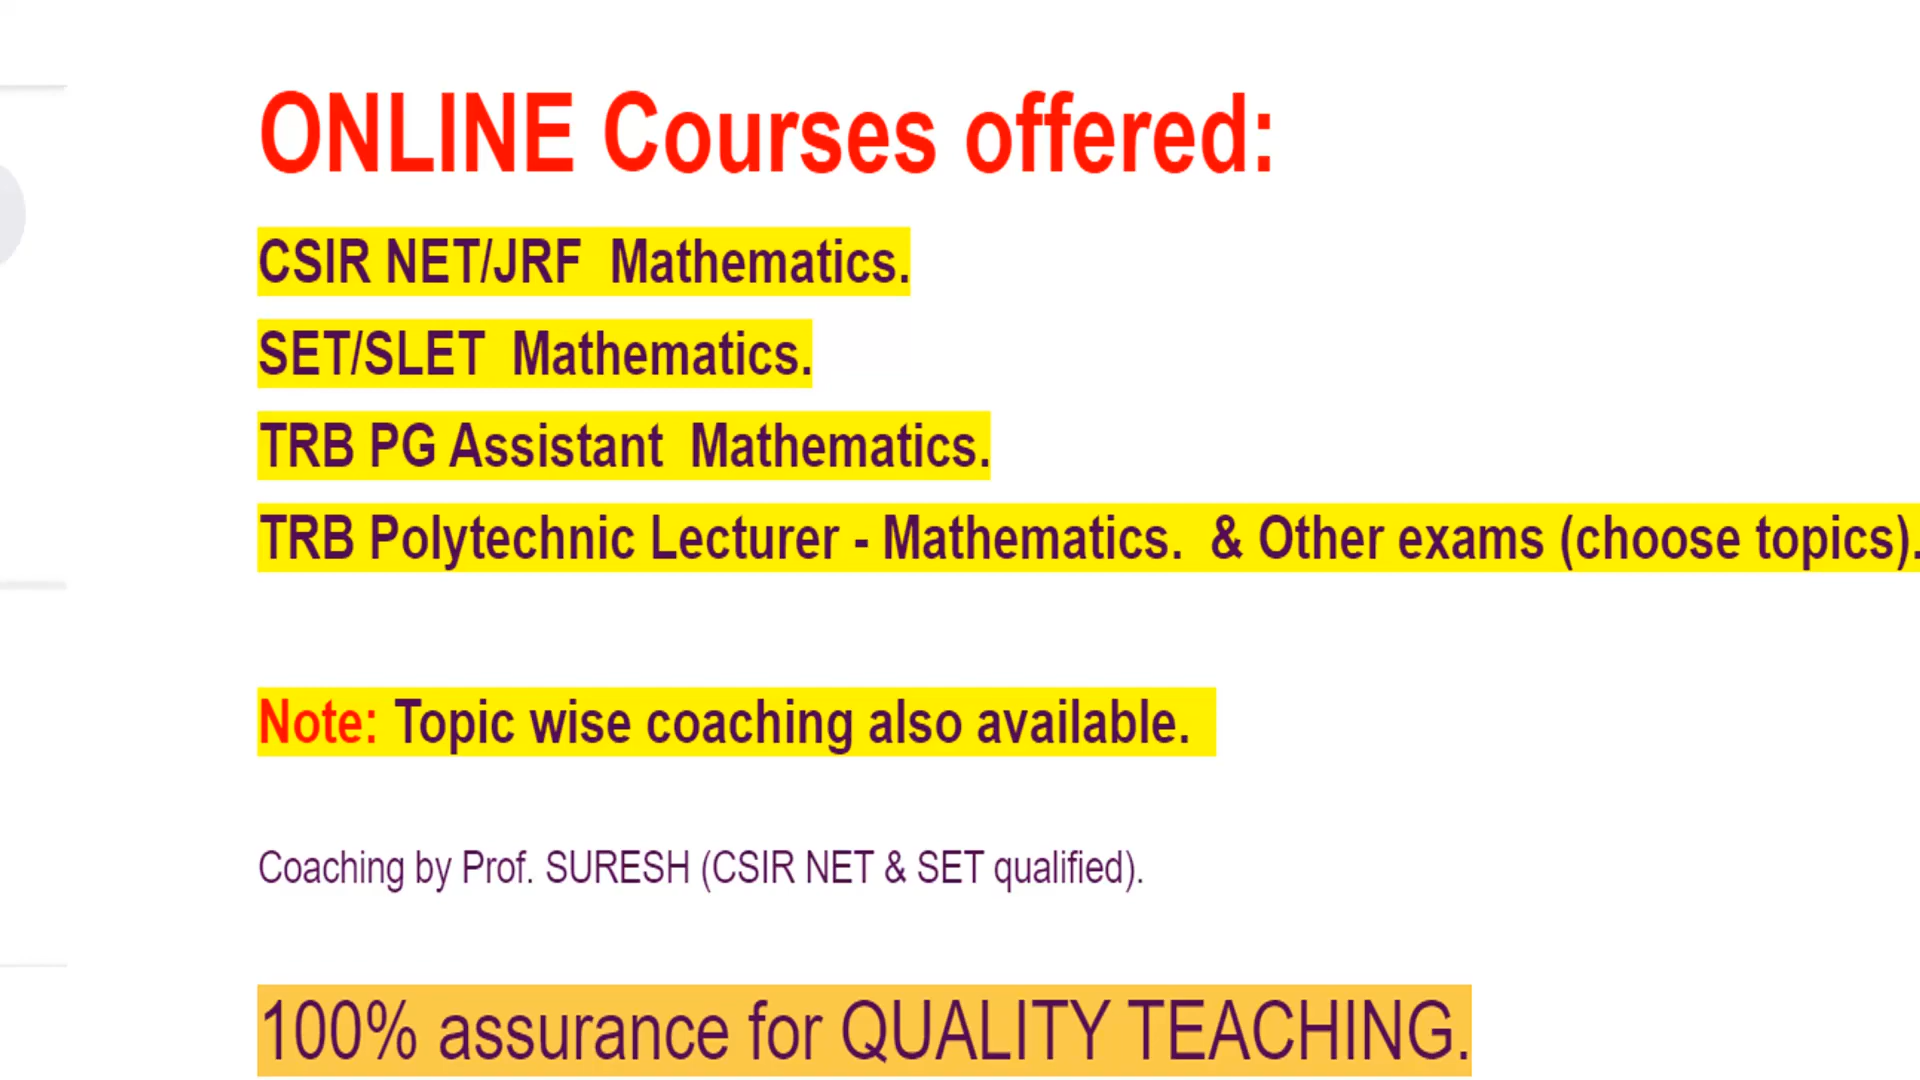 ONLINE Courses offered:
CSIR NET/JRF  Mathematics.
SET/SLET  Mathematics.
TRB PG Assistant  Mathematics.
TRB Polytechnic Lecturer - Mathematics.  & Other exams (choose topics).
Note: Topic wise coaching also available.
Coaching by Prof. SURESH (CSIR NET & SET qualified).
100% assurance for QUALITY TEACHING.